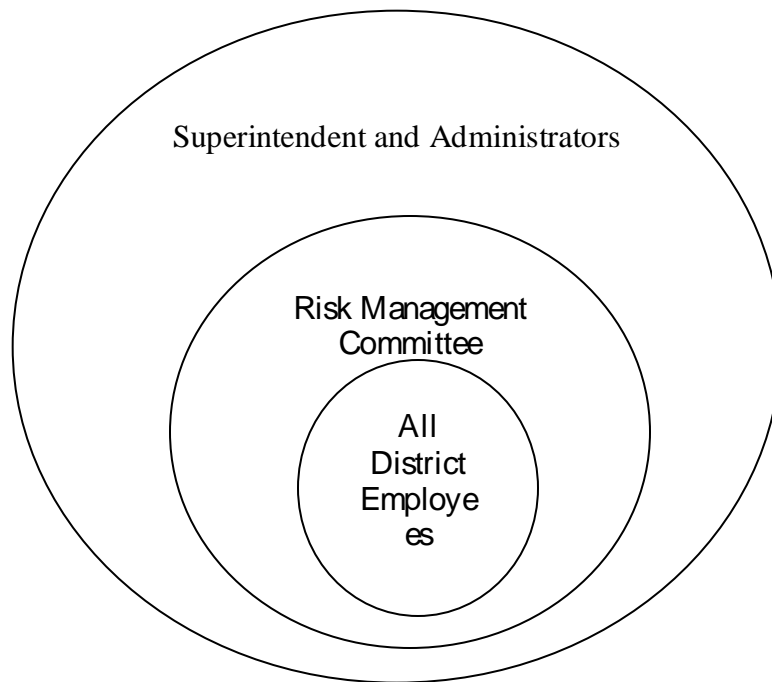 Superintendent and Administrators
Risk Management
Committee
All
District
Employe
es